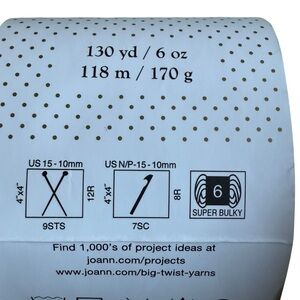 130 yd / 6 oz
118 m / 170 g
US 15 - 10mm
4"x4"
12R
9STS
US N/P-15 - 10mm
4"x4"
8R
7SC
6
SUPER BULKY
Find 1,000's of project ideas at
www.joann.com/projects
www.joann.com/big-twist-yarns